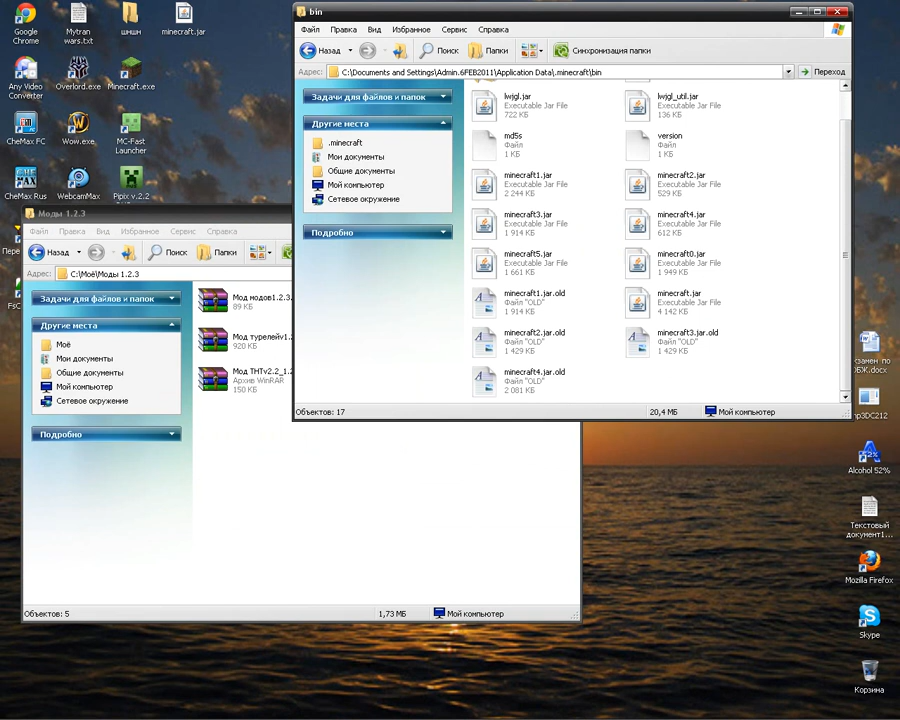 Google
Chrome
Mytran
wars.txt
шншн
minecraft.jar
Any Video
Converter
Overlord.exe
Minecraft.exe
CheMax FC
Wow.exe
MC-Fast
Launcher
CheMax Rus
WebcamMax
Pipix v.2.2
bin
Файл Правка Вид Избранное Сервис Справка
Назад Поиск Папки Синхронизация папки
Адрес: C:\Documents and Settings\Admin.6FEB2011\Application Data\.minecraft\bin Переход
Задачи для файлов и папок
Другие места
.minecraft
Мои документы
Общие документы
Мой компьютер
Сетевое окружение
Подробно
lwjgl.jar
Executable Jar File
722 КБ
lwjgl_util.jar
Executable Jar File
136 КБ
md5s
Файл
1 КБ
version
Файл
1 КБ
minecraft1.jar
Executable Jar File
2 244 КБ
minecraft2.jar
Executable Jar File
529 КБ
minecraft3.jar
Executable Jar File
1 914 КБ
minecraft4.jar
Executable Jar File
612 КБ
minecraft5.jar
Executable Jar File
1 661 КБ
minecraft0.jar
Executable Jar File
1 949 КБ
minecraft1.jar.old
Файл "OLD"
1 914 КБ
minecraft.jar
Executable Jar File
4 142 КБ
minecraft2.jar.old
Файл "OLD"
1 429 КБ
minecraft3.jar.old
Файл "OLD"
1 429 КБ
minecraft4.jar.old
Файл "OLD"
2 081 КБ
Объектов: 17 20,4 МБ Мой компьютер
Моды 1.2.3
Файл Правка Вид Избранное Сервис Справка
Назад Поиск Папки
Адрес: C:\Моё\Моды 1.2.3
Задачи для файлов и папок
Другие места
Моё
Мои документы
Общие документы
Мой компьютер
Сетевое окружение
Подробно
Мод модов1.2.3.
89 КБ
Мод турелейv1.2
920 КБ
Мод ТНТv2.2_1.2
Архив WinRAR
150 КБ
Объектов: 5 1,73 МБ Мой компьютер
ОБЖ.docx
Alcohol 52%
Текстовый
документ1...
Mozilla Firefox
Skype
Корзина